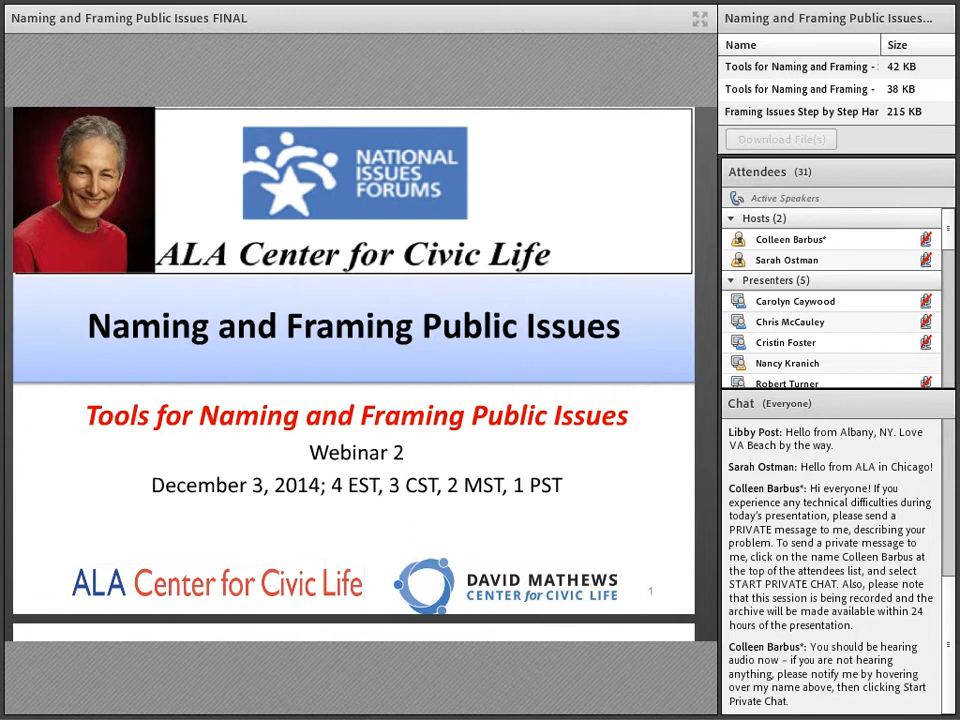 Naming and Framing Public Issues FINAL
NATIONAL
ISSUES
FORUMS
ALA Center for Civic Life
Naming and Framing Public Issues
Tools for Naming and Framing Public Issues
Webinar 2
December 3, 2014; 4 EST, 3 CST, 2 MST, 1 PST
ALA Center for Civic Life
DAVID MATHEWS
CENTER for CIVIC LIFE
1
Naming and Framing Public Issues...
Name Size
Tools for Naming and Framing - 42 KB
Tools for Naming and Framing - 38 KB
Framing Issues Step by Step Har 215 KB
Download File(s)
Attendees (31)
Active Speakers
Hosts (2)
Colleen Barbus*
Sarah Ostman
Presenters (5)
Carolyn Caywood
Chris McCauley
Cristin Foster
Nancy Kranich
Robert Turner
Chat (Everyone)
Libby Post: Hello from Albany, NY. Love
VA Beach by the way.
Sarah Ostman: Hello from ALA in Chicago!
Colleen Barbus*: Hi everyone! If you
experience any technical difficulties during
today's presentation, please send a
PRIVATE message to me, describing your
problem. To send a private message to
me, click on the name Colleen Barbus at
the top of the attendees list, and select
START PRIVATE CHAT. Also, please note
that this session is being recorded and the
archive will be made available within 24
hours of the presentation.
Colleen Barbus*: You should be hearing
audio now – if you are not hearing
anything, please notify me by hovering
over my name above, then clicking Start
Private Chat.